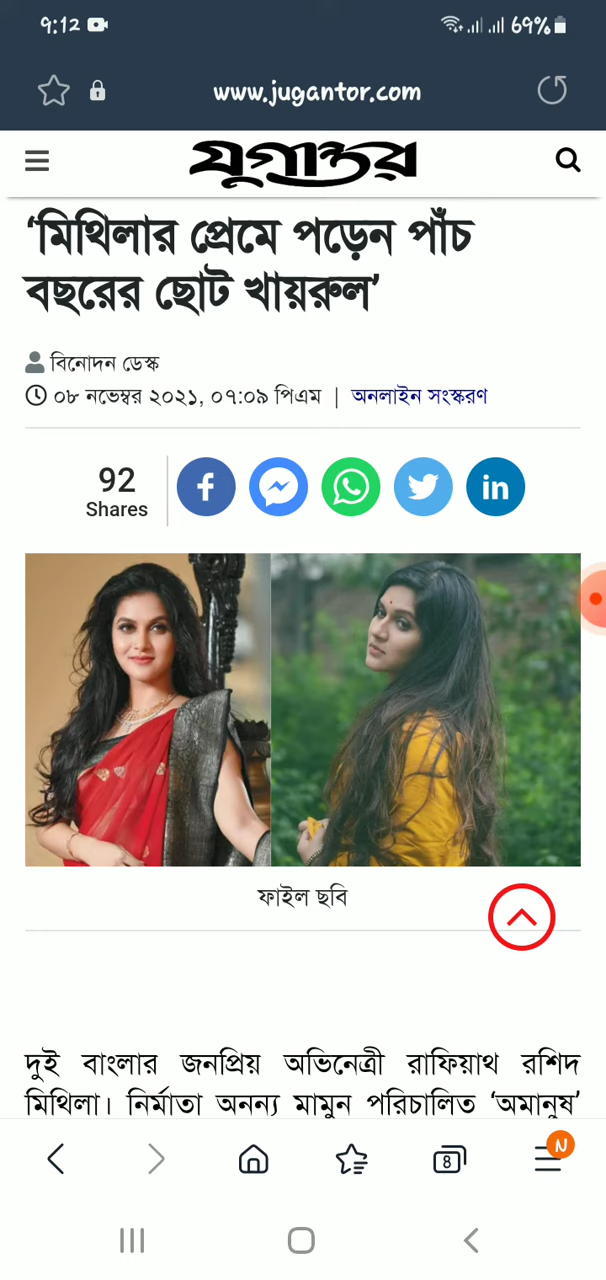 9:12
69%
www.jugantor.com
যুগান্তর
‘মিথিলার প্রেমে পড়েন পাঁচ
বছরের ছোট খায়রুল’
বিনোদন ডেস্ক
০৮ নভেম্বর ২০২১, ০৭:০৯ পিএম | অনলাইন সংস্করণ
92
Shares
ফাইল ছবি
দুই বাংলার জনপ্রিয় অভিনেত্রী রাফিয়াথ রশিদ
মিথিলা। নির্মাতা অনন্য মামুন পরিচালিত ‘অমানুষ’
8
N